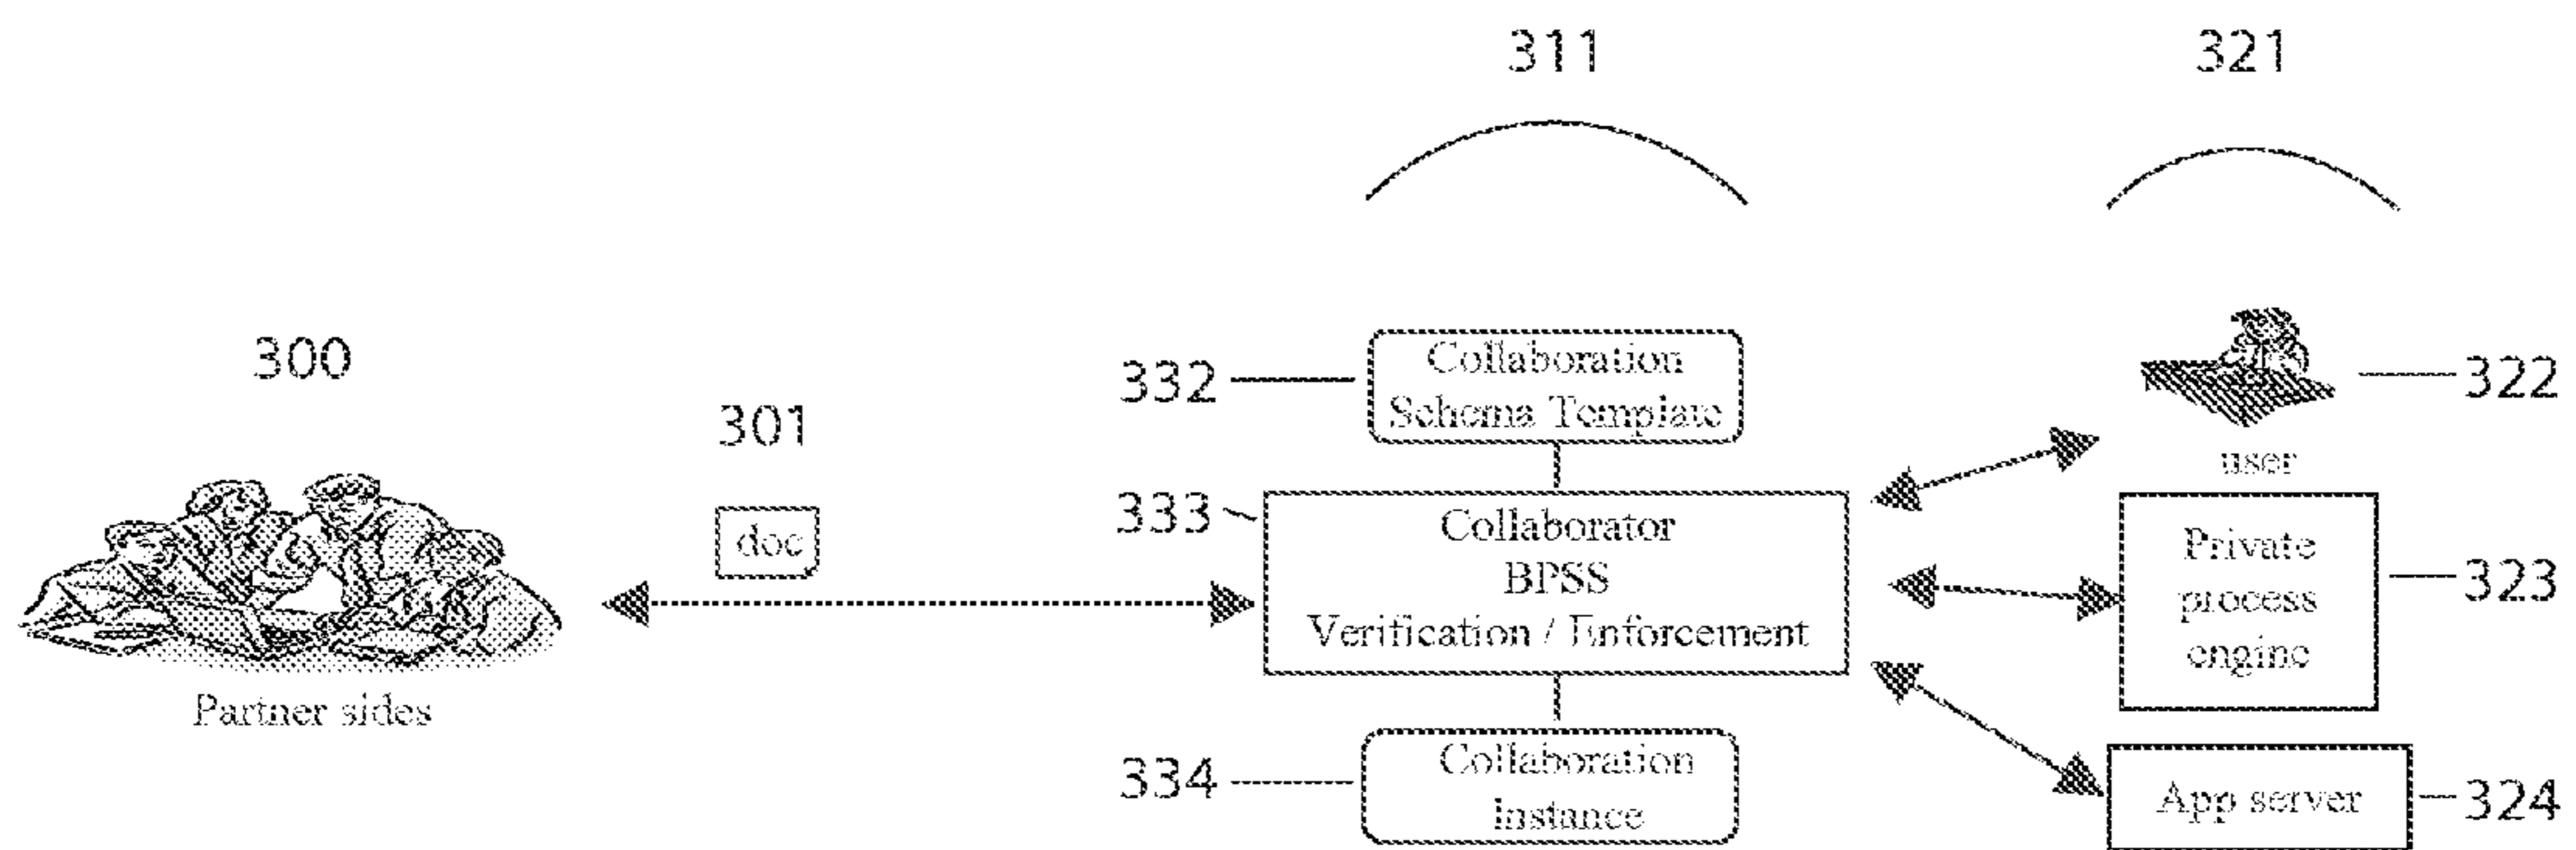 311
321
300
301
doc
Partner sides
332
Collaboration
Schema Template
333
Collaborator
BPSS
Verification / Enforcement
334
Collaboration
Instance
322
user
Private
process
engine
323
App server
324